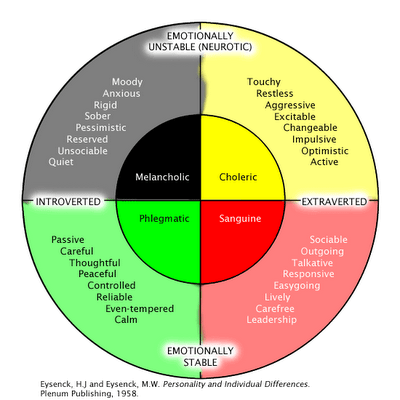 EMOTIONALLY
UNSTABLE (NEUROTIC)
Moody
Anxious
Rigid
Sober
Pessimistic
Reserved
Unsociable
Quiet
Touchy
Restless
Aggressive
Excitable
Changeable
Impulsive
Optimistic
Active
Melancholic
Choleric
INTROVERTED
EXTRAVERTED
Phlegmatic
Sanguine
Passive
Careful
Thoughtful
Peaceful
Controlled
Reliable
Even-tempered
Calm
Sociable
Outgoing
Talkative
Responsive
Easygoing
Lively
Carefree
Leadership
EMOTIONALLY
STABLE
Eysenck, H.J and Eysenck, M.W. Personality and Individual Differences.
Plenum Publishing, 1958.